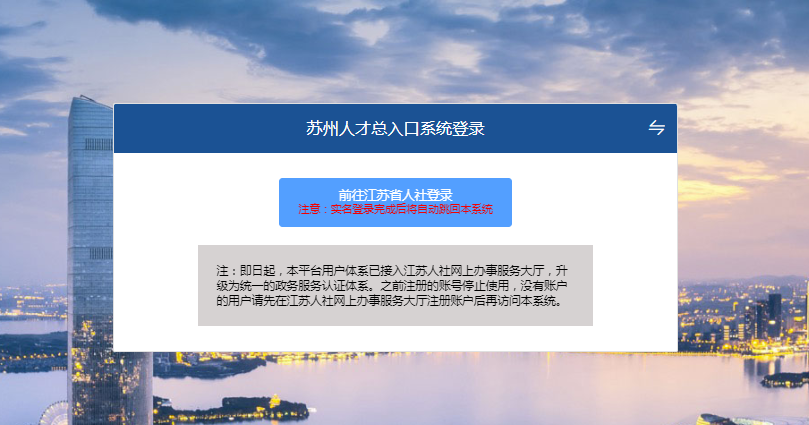 苏州人才总入口系统登录
前往江苏省人社登录
注意：实名登录完成后将自动跳回本系统
注：即日起，本平台用户体系已接入江苏人社网上办事服务大厅，升
级为统一的政务服务认证体系。之前注册的账号停止使用，没有账户
的用户请先在江苏人社网上办事服务大厅注册账户后再访问本系统。